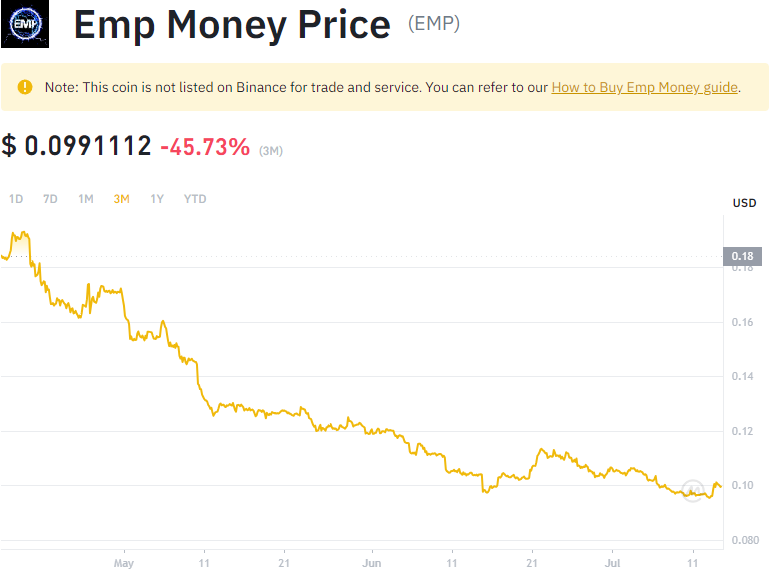 EMP
Emp Money Price (EMP)
Note: This coin is not listed on Binance for trade and service. You can refer to our How to Buy Emp Money guide.
$ 0.0991112 -45.73% (3M)
1D 7D 1M 3M 1Y YTD
USD
0.18
0.18
0.16
0.14
0.12
0.10
0.080
May 11 21 Jun 11 21 Jul 11